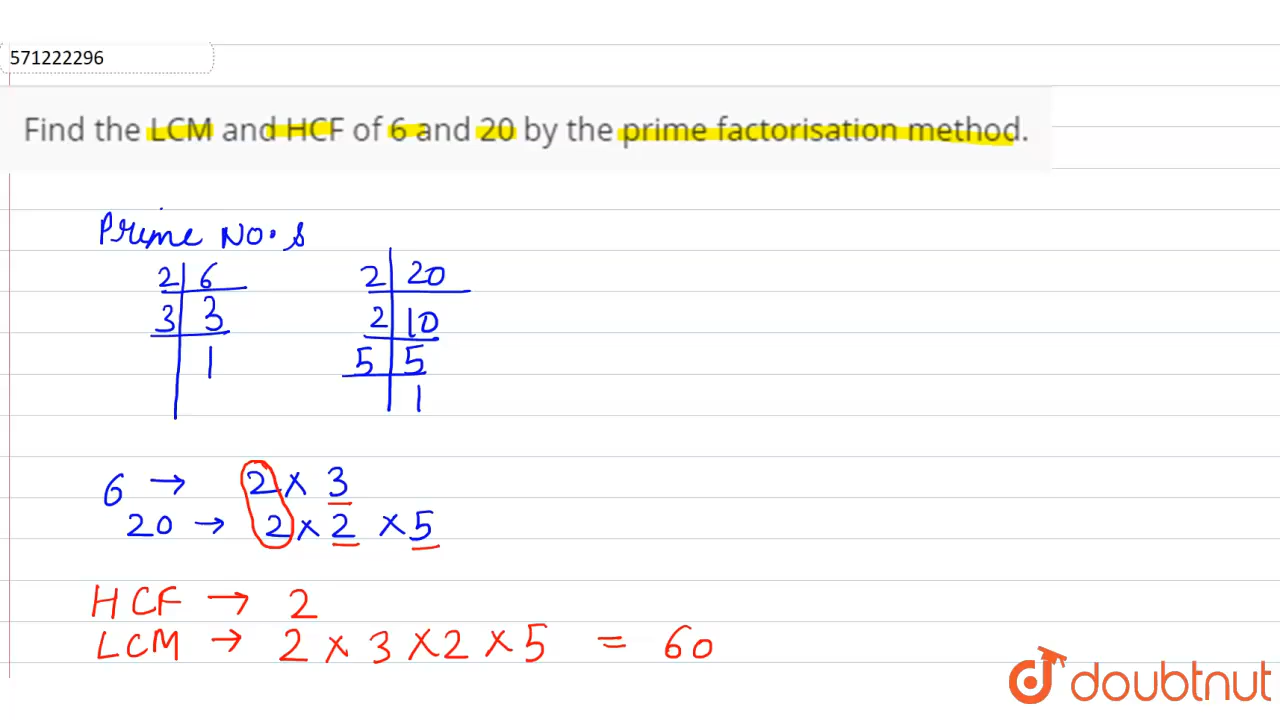 571222296
Find the LCM and HCF of 6 and 20 by the prime factorisation method.
Prime No.s
2 6 2 20
3 3 2 10
1 5 5
1
6 → 2 × 3
20 → 2 × 2 × 5
HCF → 2
LCM → 2 × 3 × 2 × 5 = 60
doubtnut